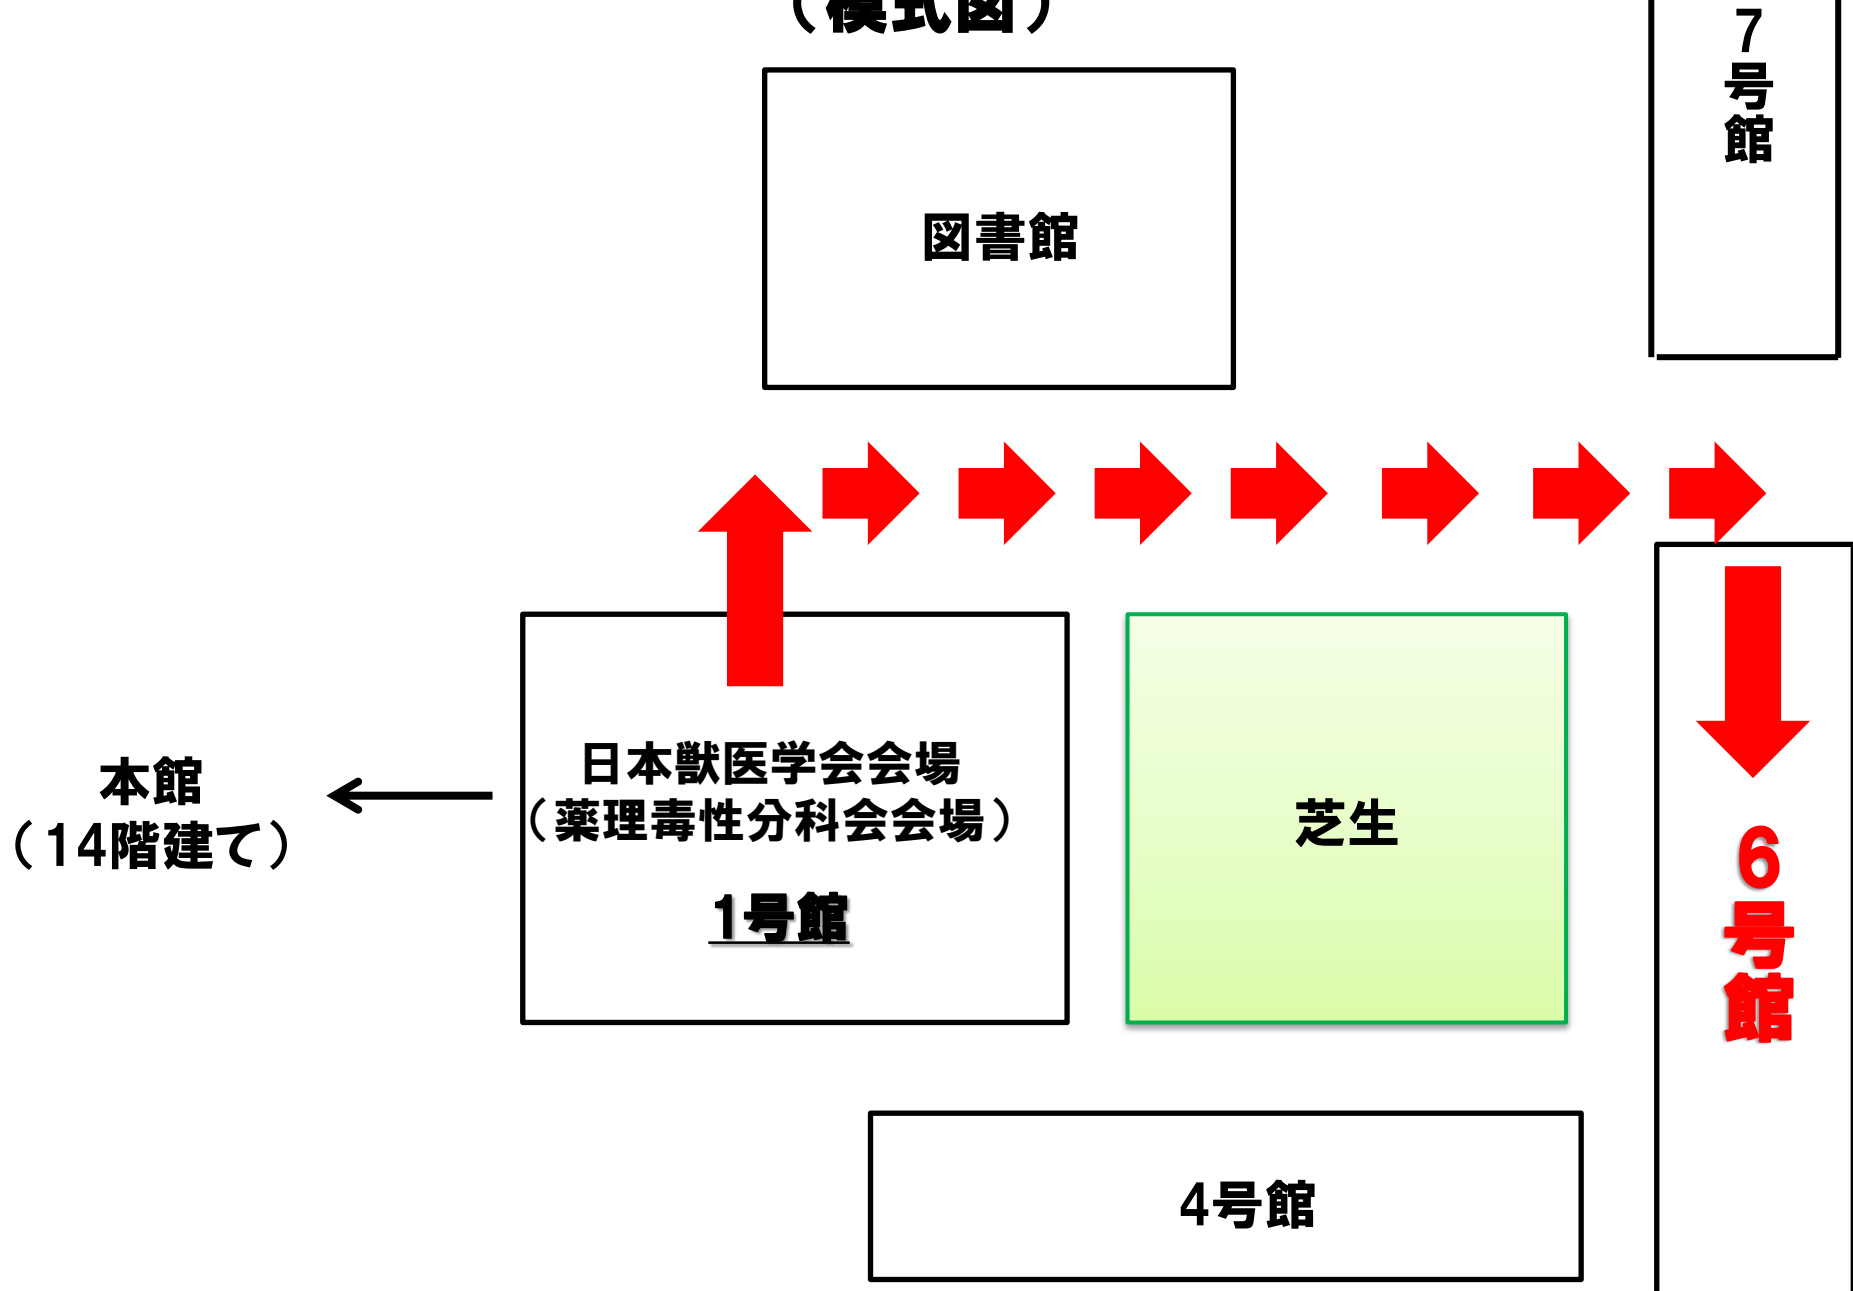 （模式図）
7号館
図書館
日本獣医学会会場
（薬理毒性分科会会場）
1号館
本館
（14階建て）
芝生
6号館
4号館